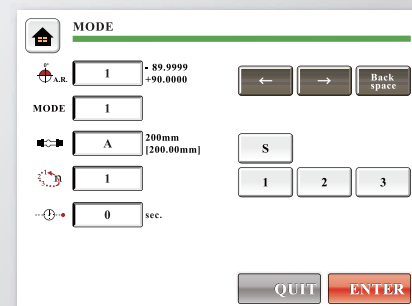 MODE
0°
A.R.
1
- 89.9999
+90.0000
MODE
1
A
200mm
[200.00mm]
n
1
0
sec.
← → Back space
S
1 2 3
QUIT ENTER